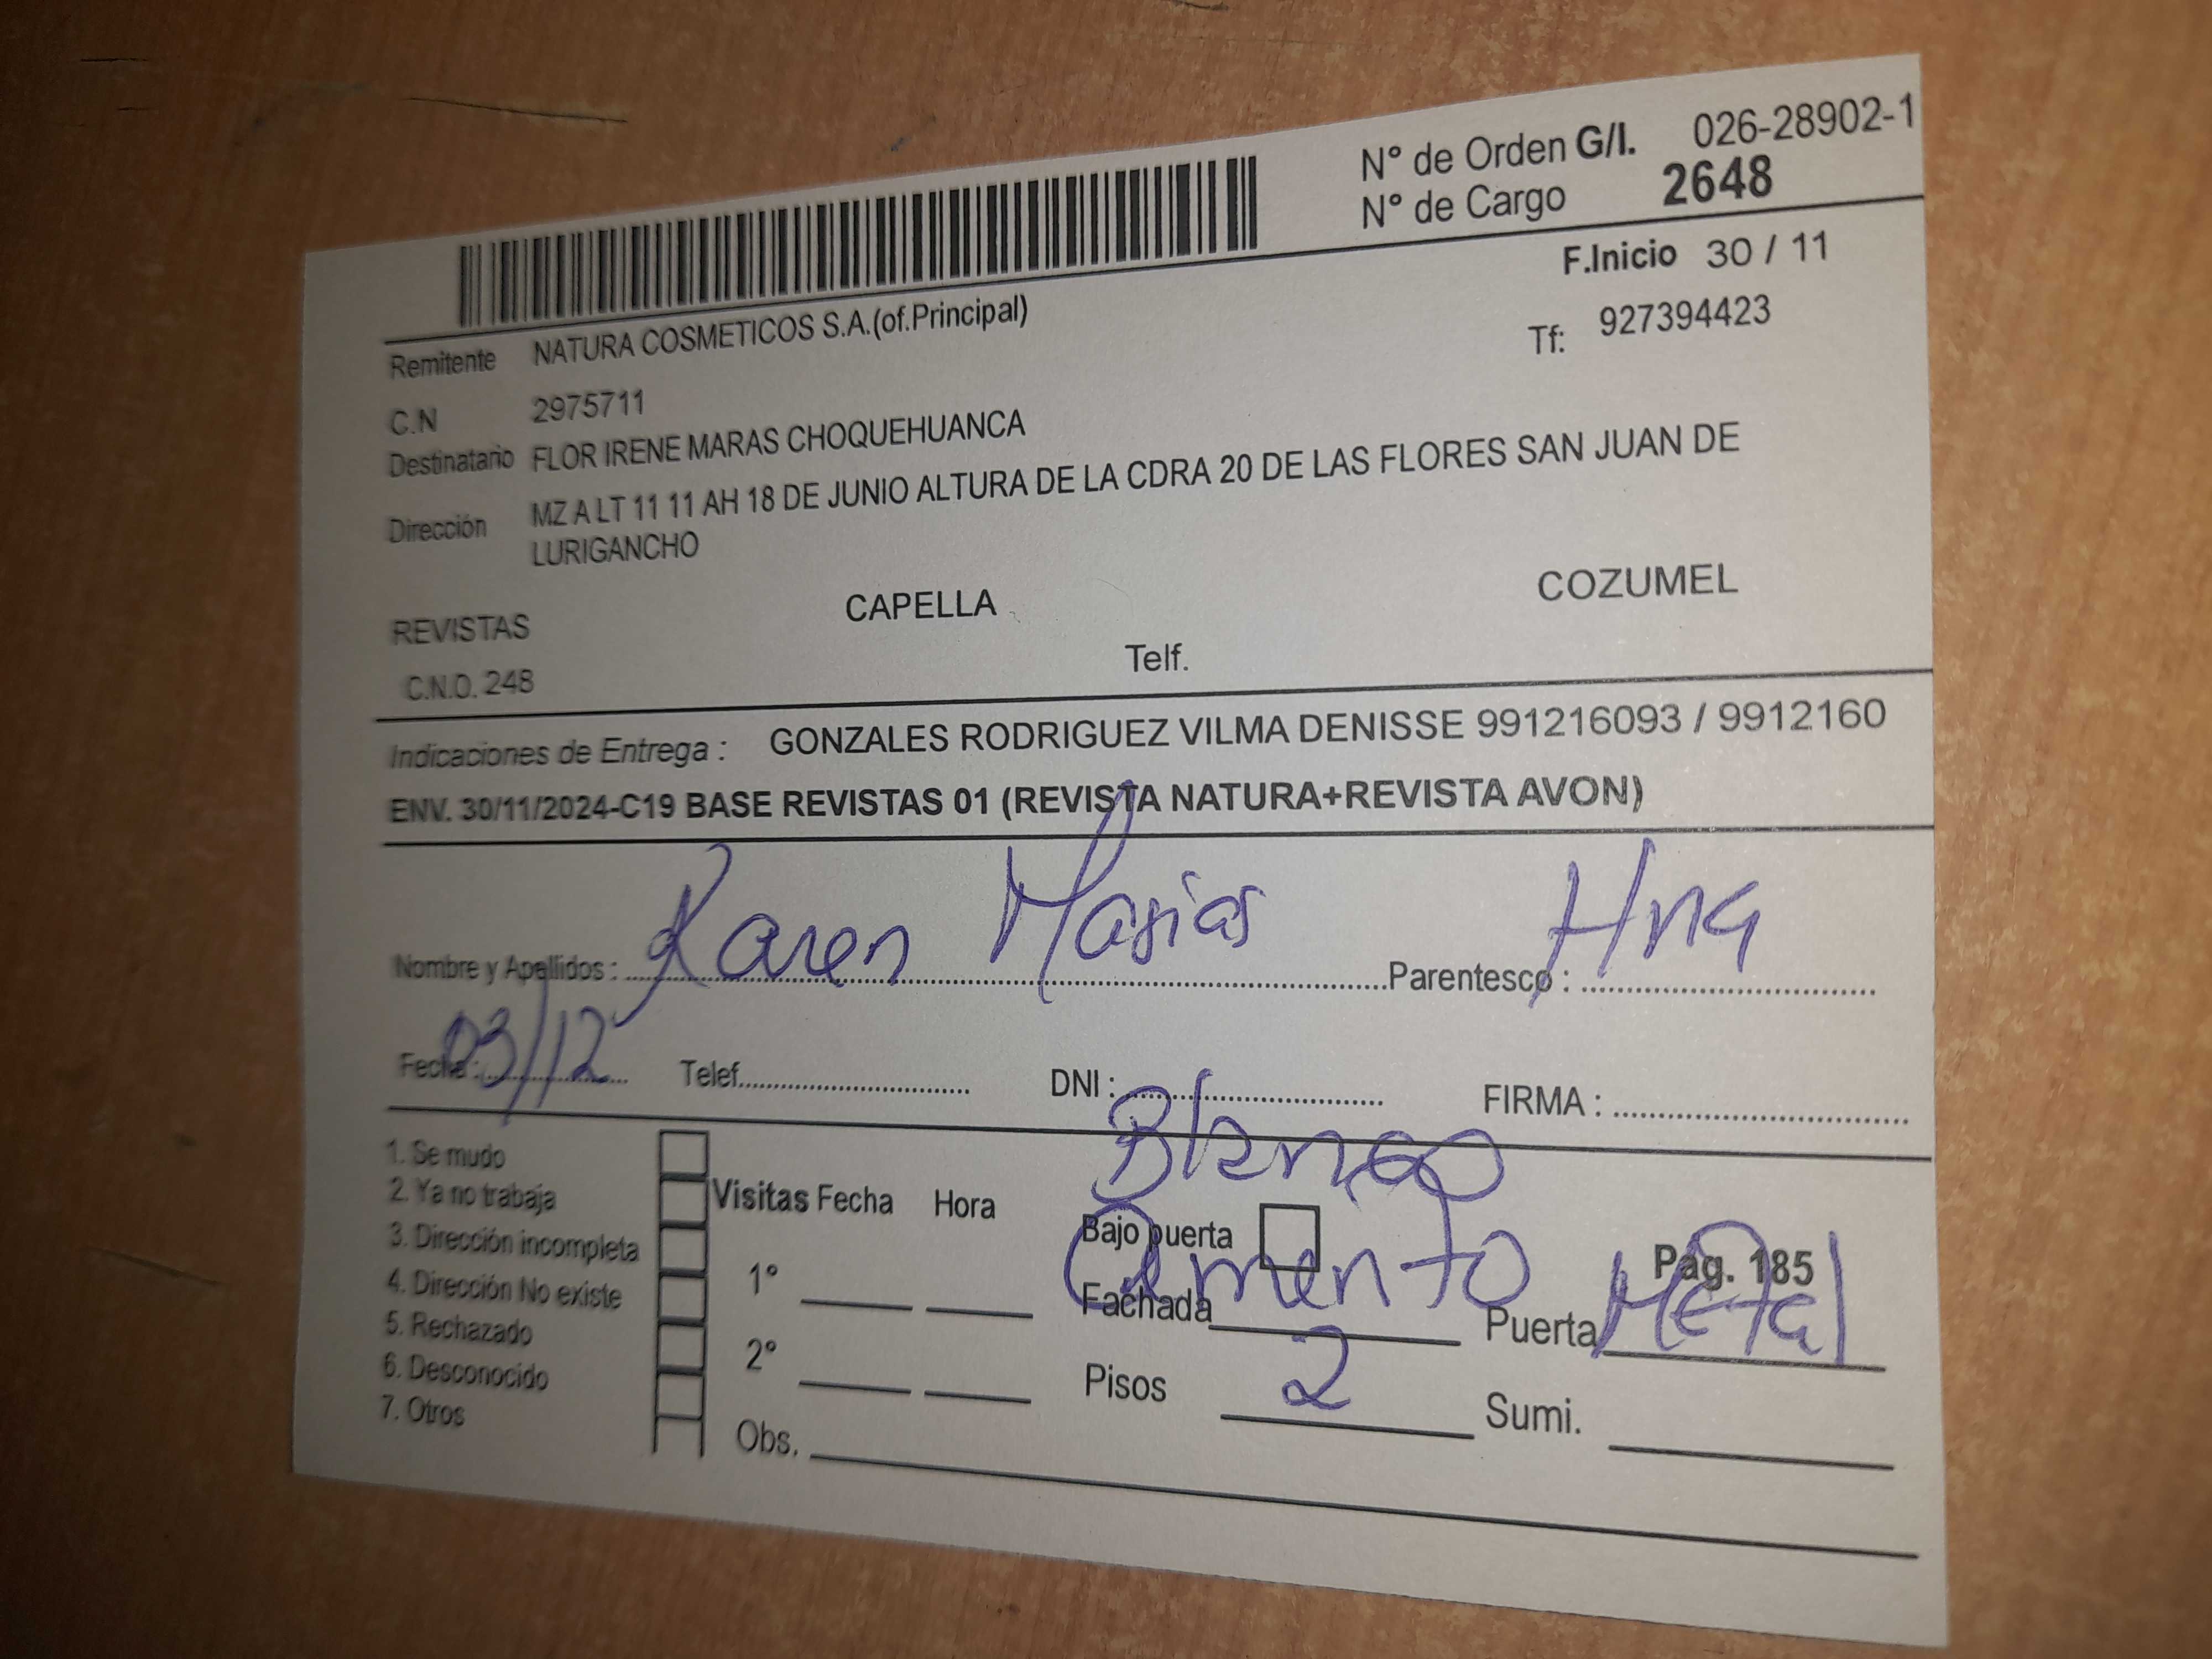 N° de Orden G/I. 026-28902-1
N° de Cargo 2648
F.Inicio 30 / 11
Remitente NATURA COSMETICOS S.A.(of.Principal)
Tf: 927394423
C.N 2975711
Destinatario FLOR IRENE MARAS CHOQUEHUANCA
Dirección MZ A LT 11 11 AH 18 DE JUNIO ALTURA DE LA CDRA 20 DE LAS FLORES SAN JUAN DE
LURIGANCHO
REVISTAS CAPELLA COZUMEL
C.N.O. 248 Telf.
Indicaciones de Entrega : GONZALES RODRIGUEZ VILMA DENISSE 991216093 / 9912160
ENV. 30/11/2024-C19 BASE REVISTAS 01 (REVISTA NATURA+REVISTA AVON)
Nombre y Apellidos : Karen Masias Parentesco : Hna
Fecha : 03/12 Telef. DNI : FIRMA :
Blanco
1. Se mudo
2. Ya no trabaja
3. Dirección incompleta
4. Dirección No existe
5. Rechazado
6. Desconocido
7. Otros
Visitas Fecha Hora
1°
2°
Obs.
Bajo puerta
Pág. 185
Fachada Cemento Puerta Metal
Pisos 2 Sumi.